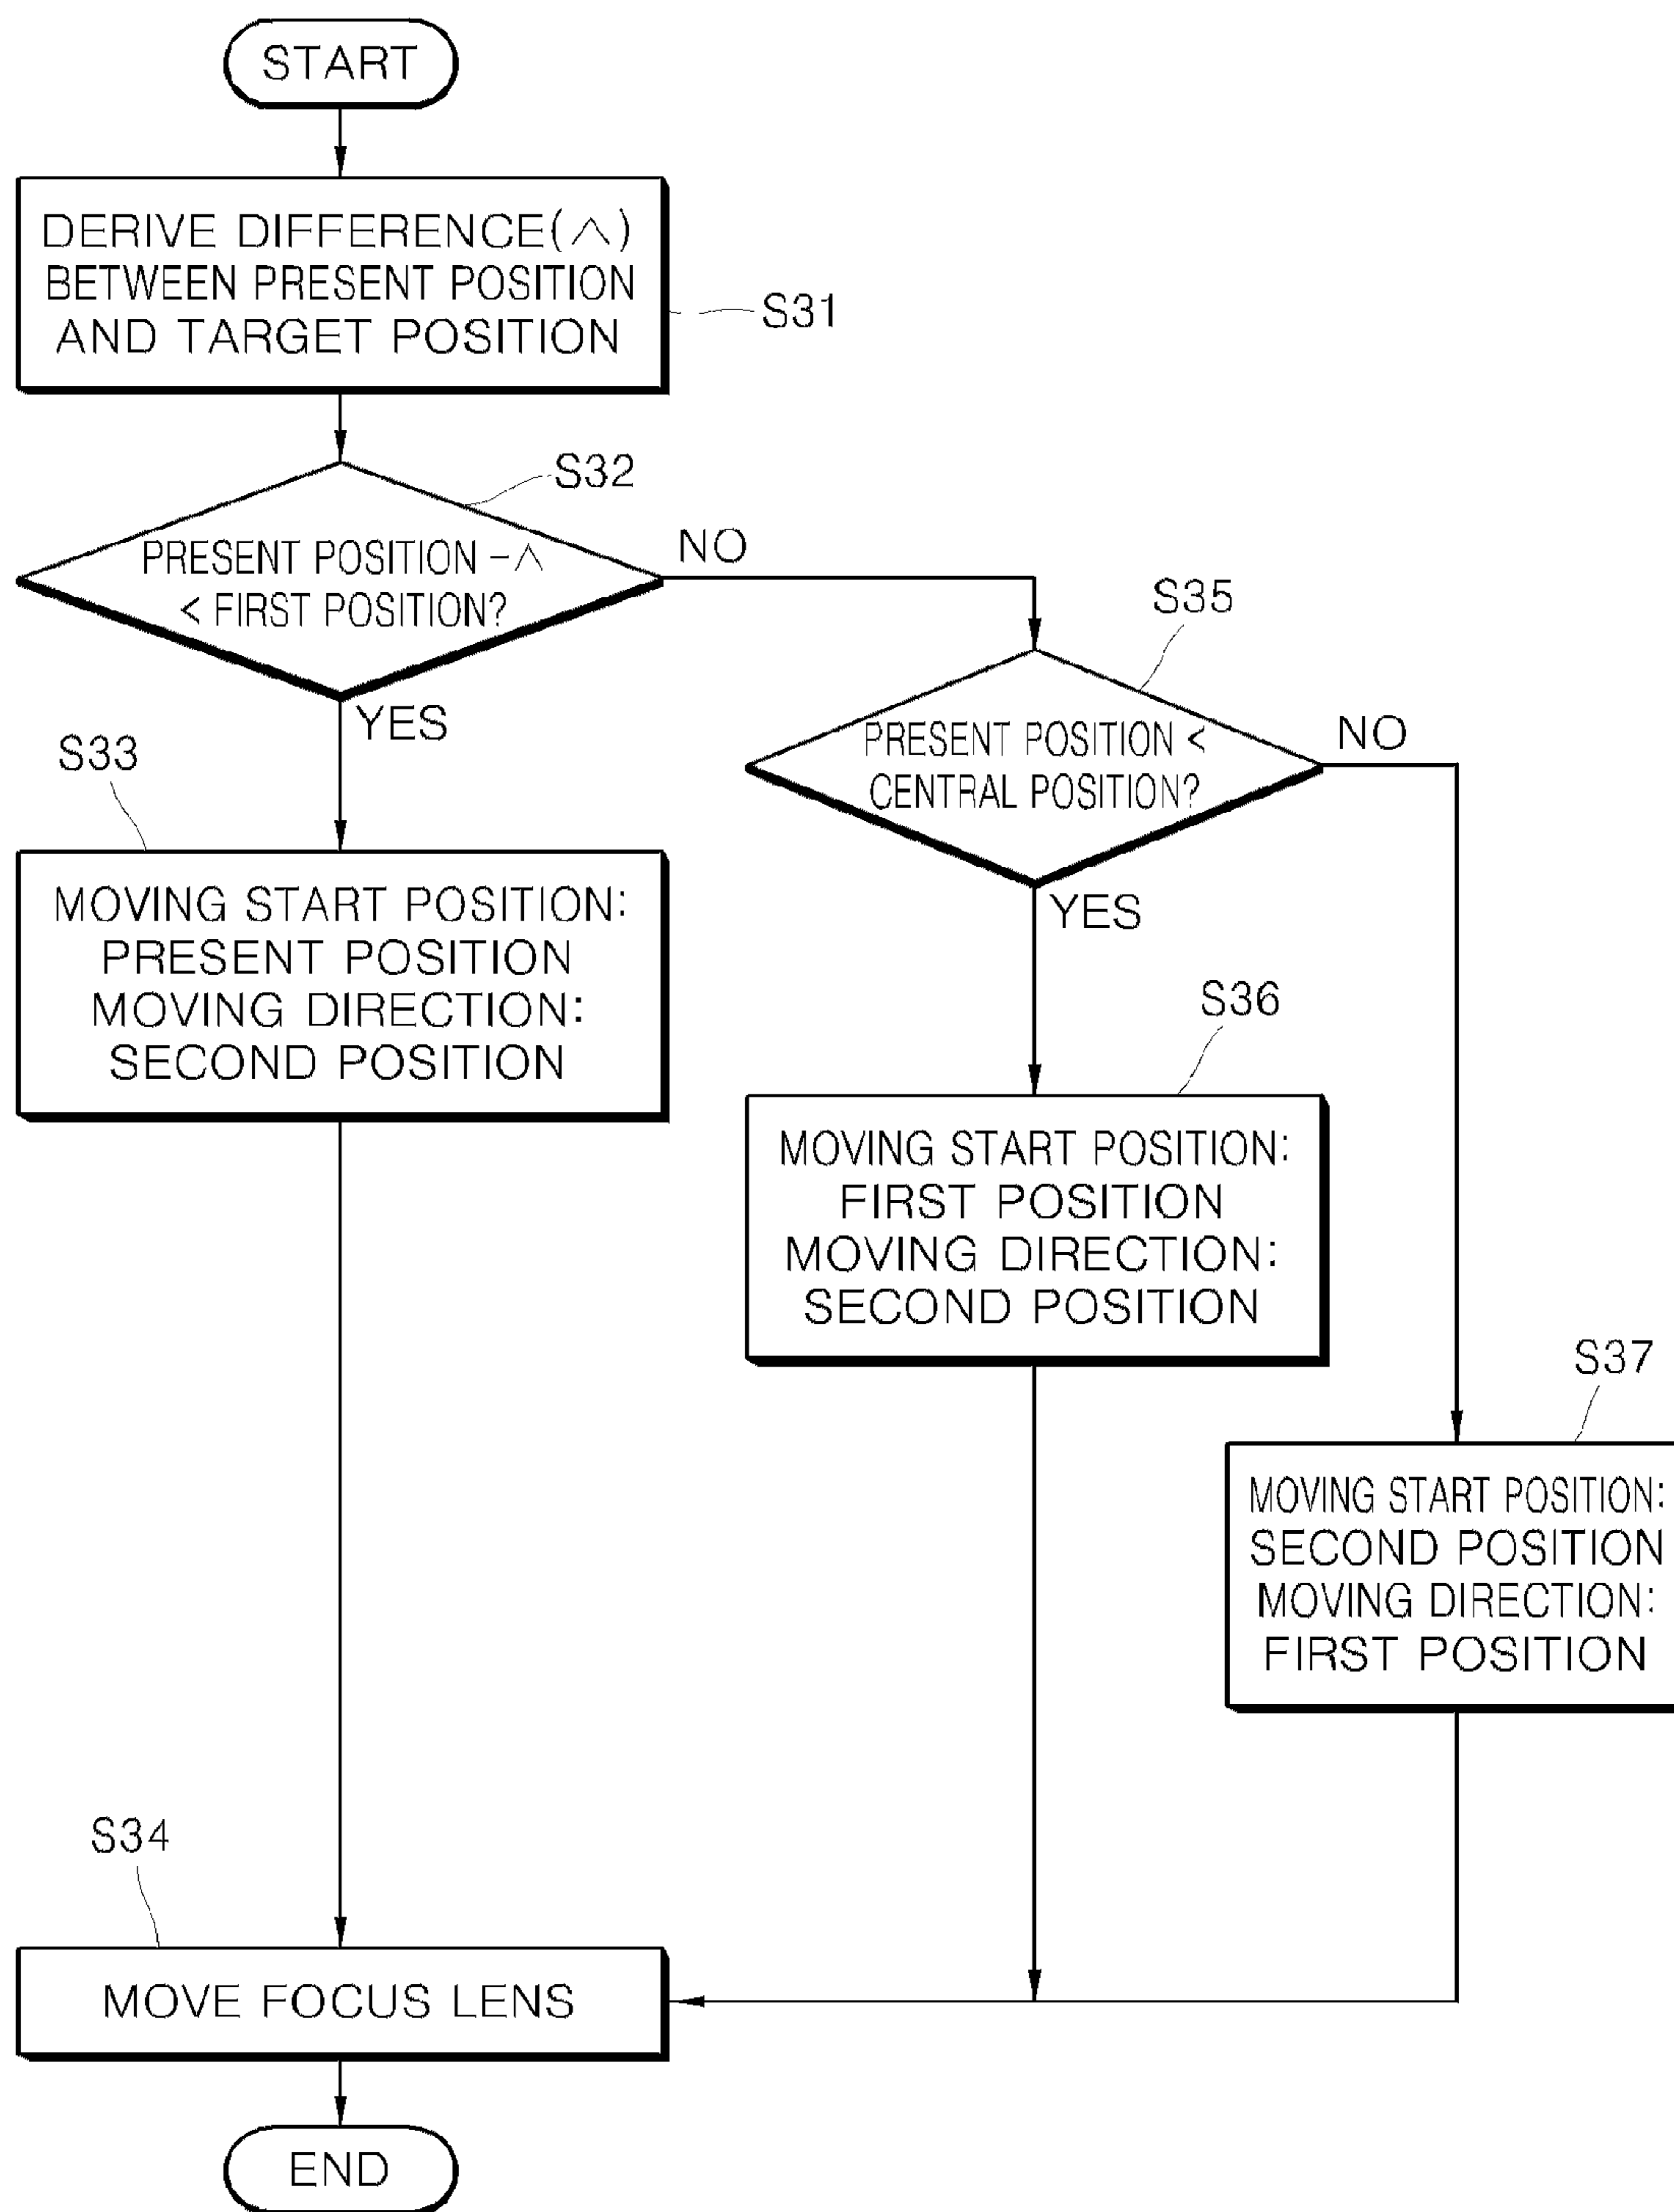 START
DERIVE DIFFERENCE(∧)
BETWEEN PRESENT POSITION
AND TARGET POSITION
S31
S32
PRESENT POSITION -∧
< FIRST POSITION?
NO
YES
S33
MOVING START POSITION:
PRESENT POSITION
MOVING DIRECTION:
SECOND POSITION
S35
PRESENT POSITION <
CENTRAL POSITION?
NO
YES
S36
MOVING START POSITION:
FIRST POSITION
MOVING DIRECTION:
SECOND POSITION
S37
MOVING START POSITION:
SECOND POSITION
MOVING DIRECTION:
FIRST POSITION
S34
MOVE FOCUS LENS
END